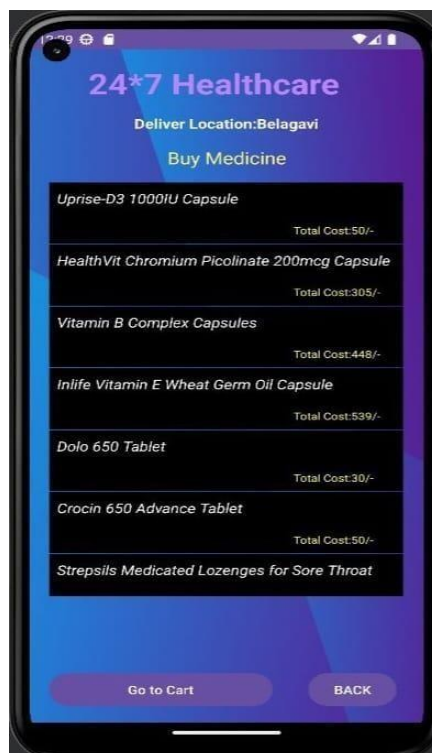 24*7 Healthcare
Deliver Location:Belagavi
Buy Medicine
Uprise-D3 1000IU Capsule
Total Cost:50/-
HealthVit Chromium Picolinate 200mcg Capsule
Total Cost:305/-
Vitamin B Complex Capsules
Total Cost:448/-
Inlife Vitamin E Wheat Germ Oil Capsule
Total Cost:539/-
Dolo 650 Tablet
Total Cost:30/-
Crocin 650 Advance Tablet
Total Cost:50/-
Strepsils Medicated Lozenges for Sore Throat
Go to Cart BACK